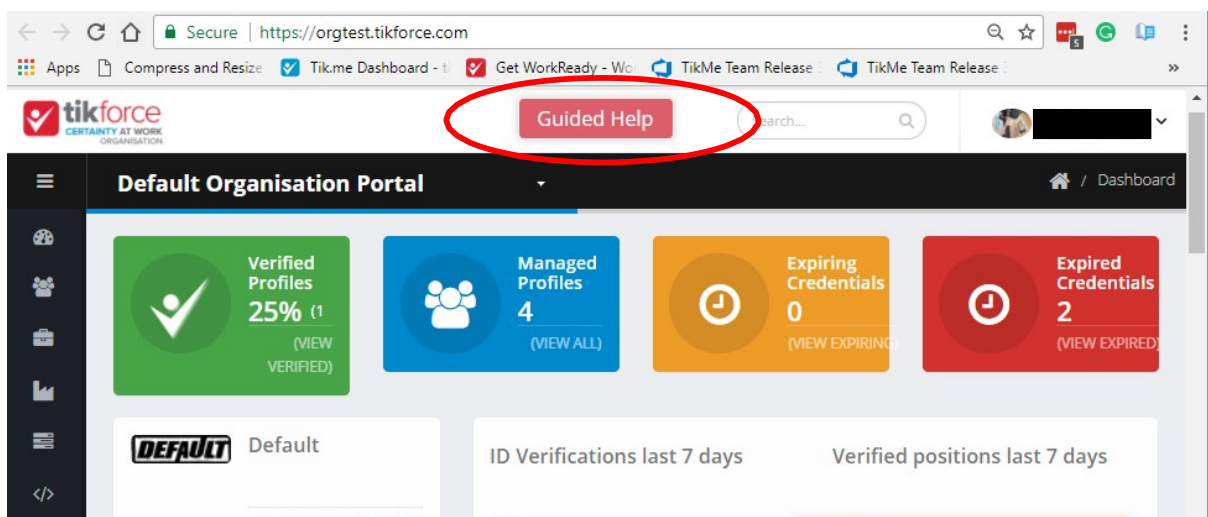 Secure | https://orgtest.tikforce.com
5
G
Apps Compress and Resize Tik.me Dashboard - ti Get WorkReady - Wo TikMe Team Release TikMe Team Release »
tikforce
CERTAINTY AT WORK
ORGANISATION
Guided Help
Search...
Default Organisation Portal
/ Dashboard
Verified
Profiles
25% (1
(VIEW
VERIFIED)
Managed
Profiles
4
(VIEW ALL)
Expiring
Credentials
0
(VIEW EXPIRING)
Expired
Credentials
2
(VIEW EXPIRED)
DEFAULT
Default
ID Verifications last 7 days
Verified positions last 7 days